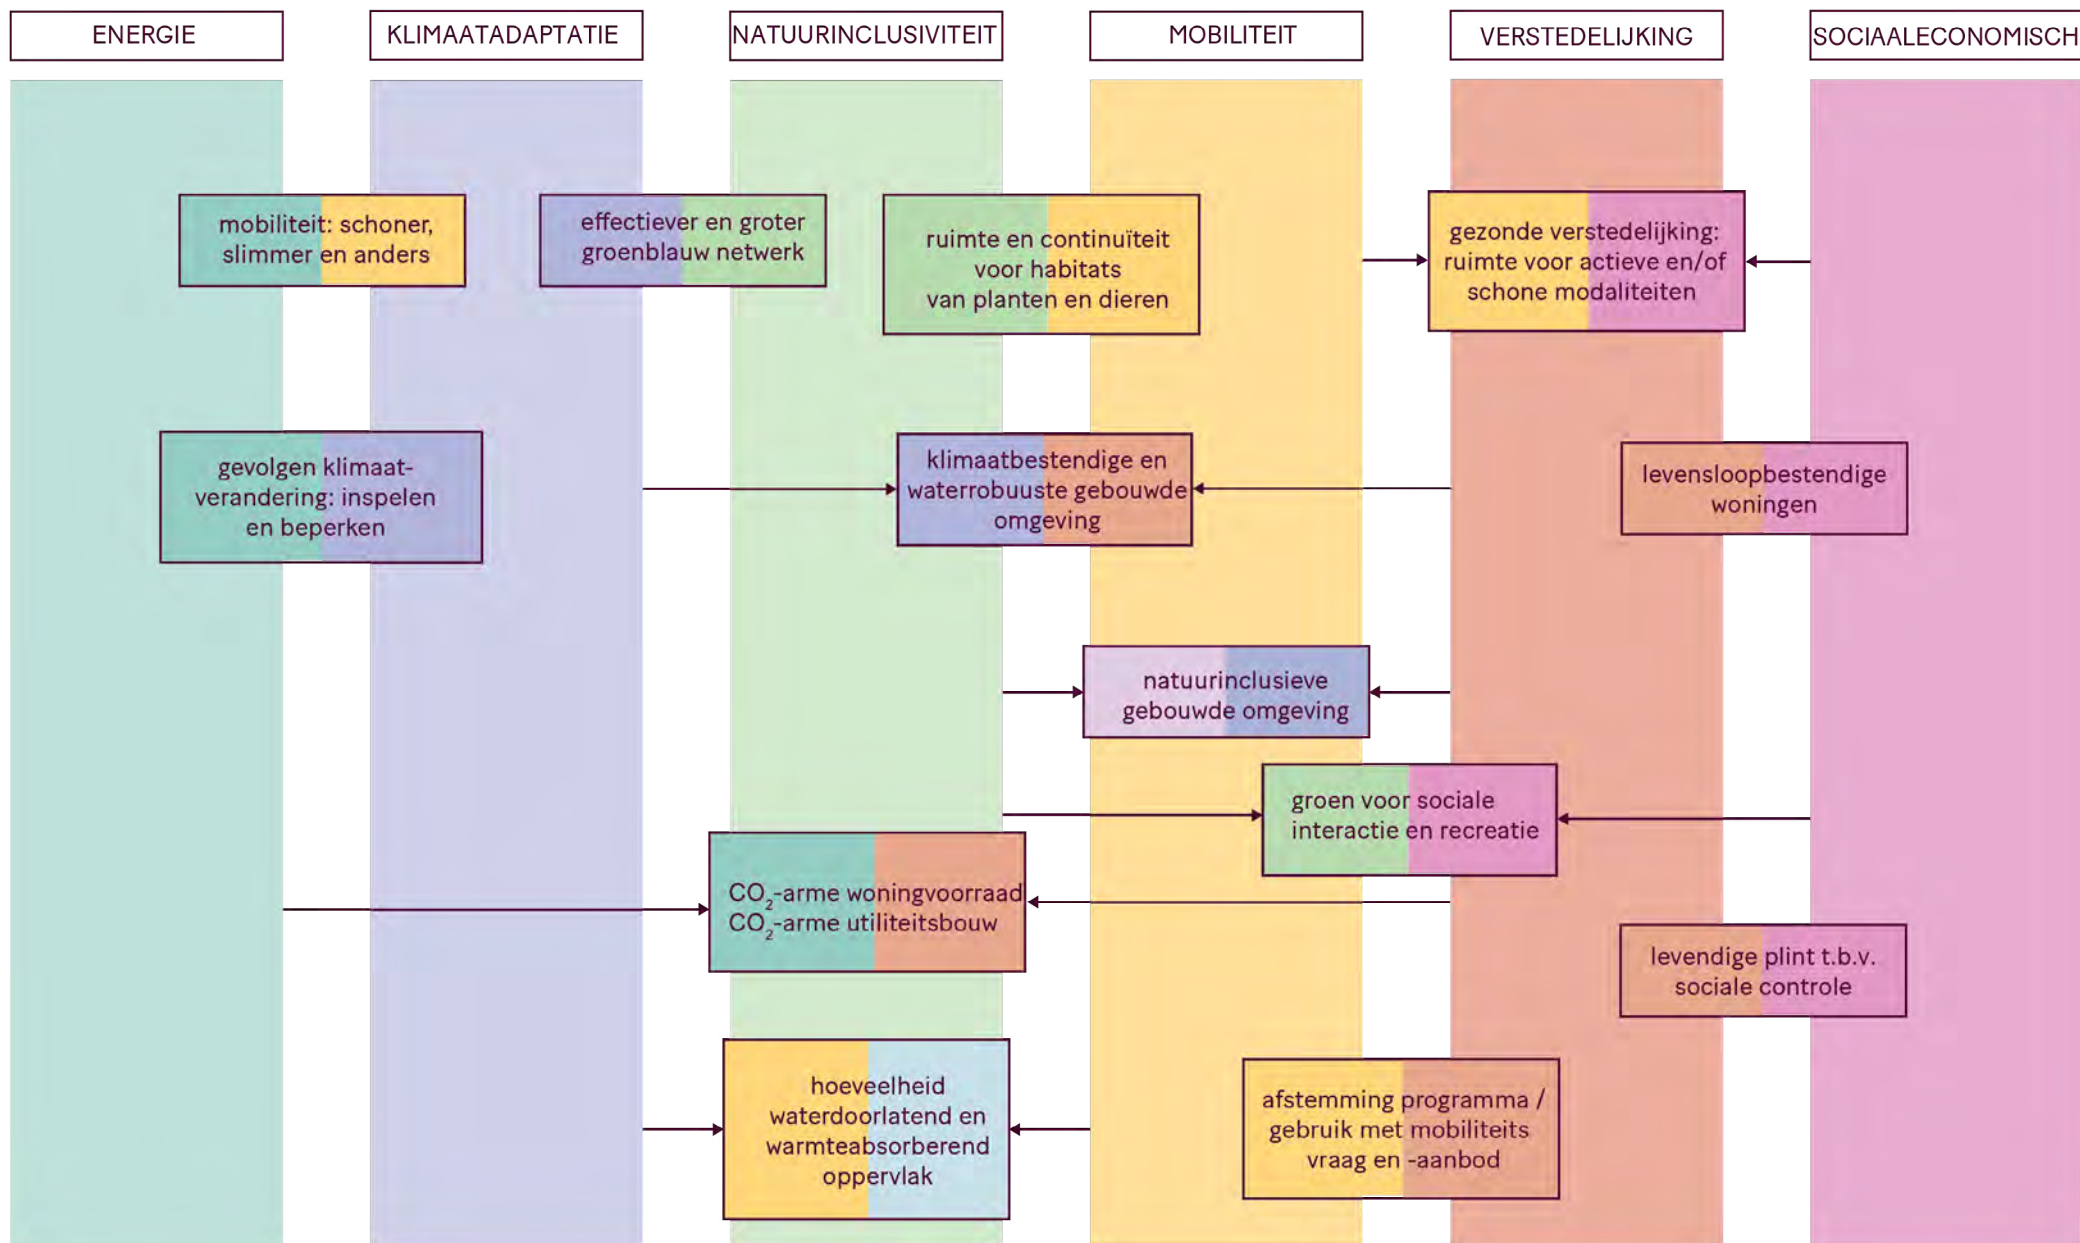 ENERGIE
KLIMAATADAPTATIE
NATUURINCLUSIVITEIT
MOBILITEIT
VERSTEDELIJKING
SOCIAALECONOMISCH
mobiliteit: schoner,
slimmer en anders
effectiever en groter
groenblauw netwerk
ruimte en continuïteit
voor habitats
van planten en dieren
gezonde verstedelijking:
ruimte voor actieve en/of
schone modaliteiten
gevolgen klimaat-
verandering: inspelen
en beperken
klimaatbestendige en
waterrobuuste gebouwde
omgeving
levensloopbestendige
woningen
natuurinclusieve
gebouwde omgeving
groen voor sociale
interactie en recreatie
CO₂-arme woningvoorraad
CO₂-arme utiliteitsbouw
levendige plint t.b.v.
sociale controle
hoeveelheid
waterdoorlatend en
warmteabsorberend
oppervlak
afstemming programma /
gebruik met mobiliteits
vraag en -aanbod